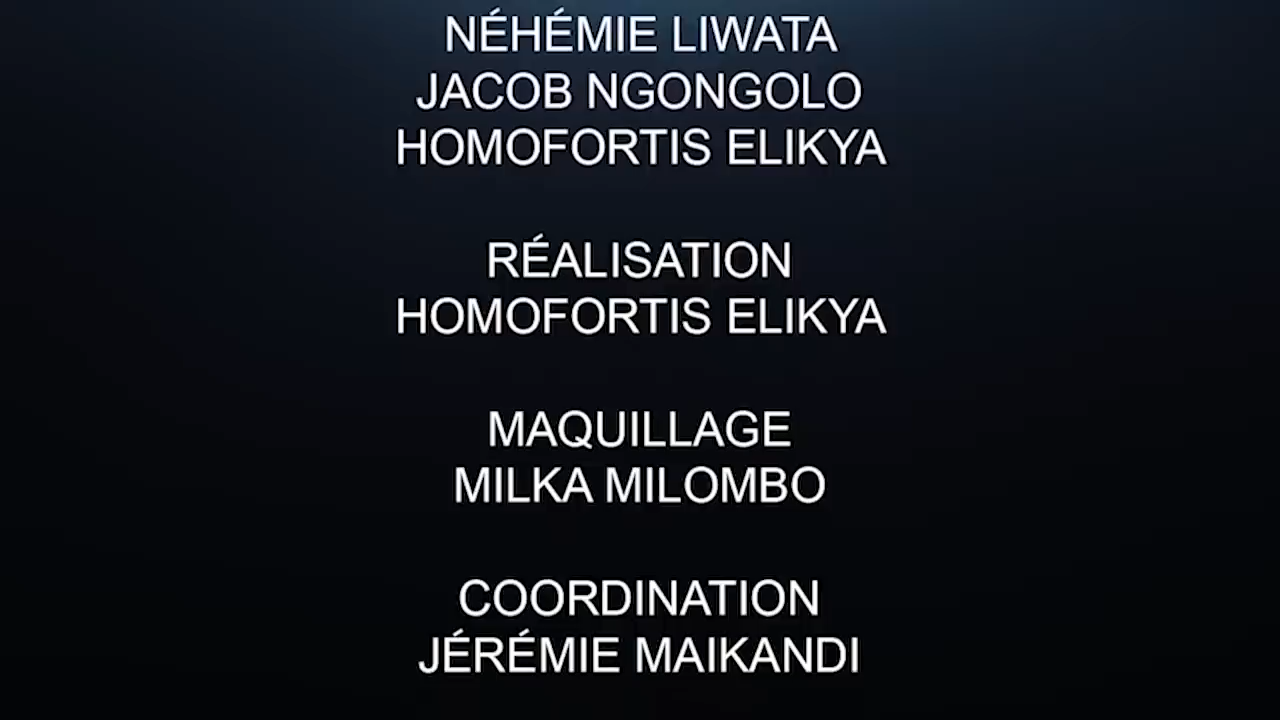 NÉHÉMIE LIWATA
JACOB NGONGOLO
HOMOFORTIS ELIKYA
RÉALISATION
HOMOFORTIS ELIKYA
MAQUILLAGE
MILKA MILOMBO
COORDINATION
JÉRÉMIE MAIKANDI